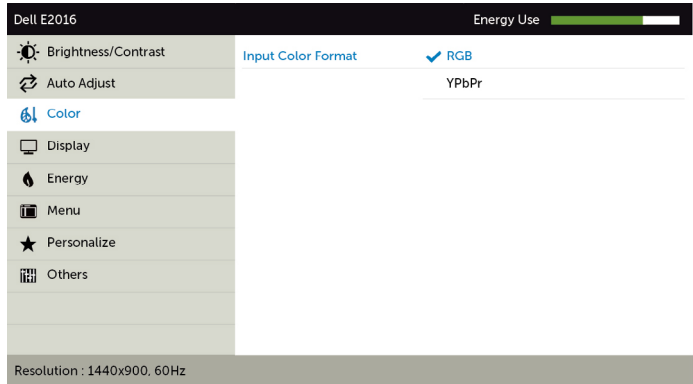 Dell E2016
Energy Use
Brightness/Contrast
Auto Adjust
Color
Display
Energy
Menu
Personalize
Others
Input Color Format
RGB
YPbPr
Resolution : 1440x900, 60Hz